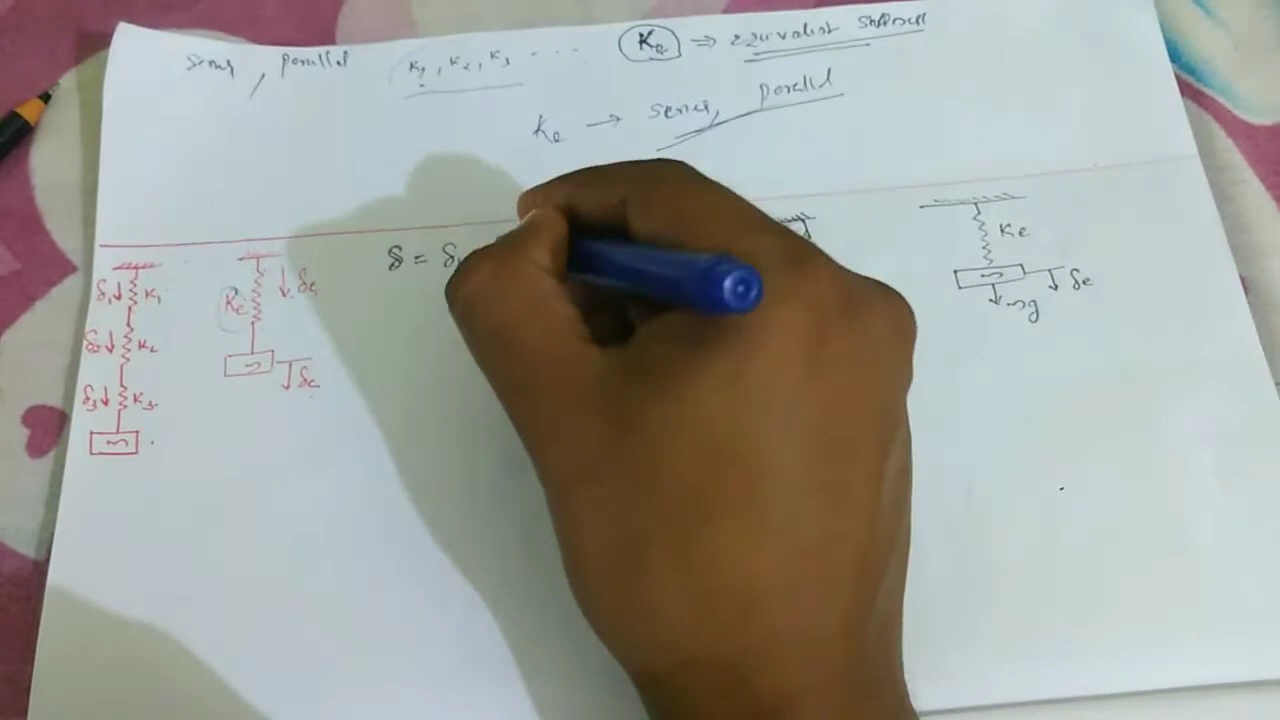 series, parallel K₁, K₂, K₃ ..... Ke ⇒ equivalent stiffness
Ke → series, parallel
δ₁ K₁
δ₂ K₂
δ₃ K₃
m
Ke δe
m δe
δ = δ₁
Ke
m δe
mg